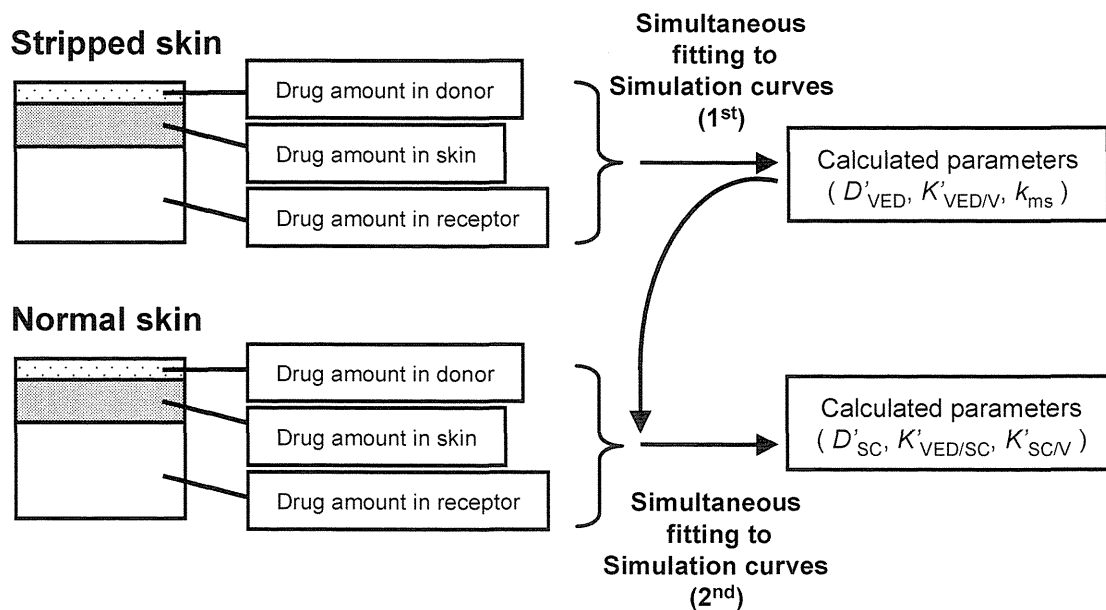 Stripped skin
Drug amount in donor
Drug amount in skin
Drug amount in receptor
Simultaneous
fitting to
Simulation curves
(1st)
Calculated parameters
( D'VED, K'VED/V, kms )
Normal skin
Drug amount in donor
Drug amount in skin
Drug amount in receptor
Simultaneous
fitting to
Simulation curves
(2nd)
Calculated parameters
( D'SC, K'VED/SC, K'SC/V )